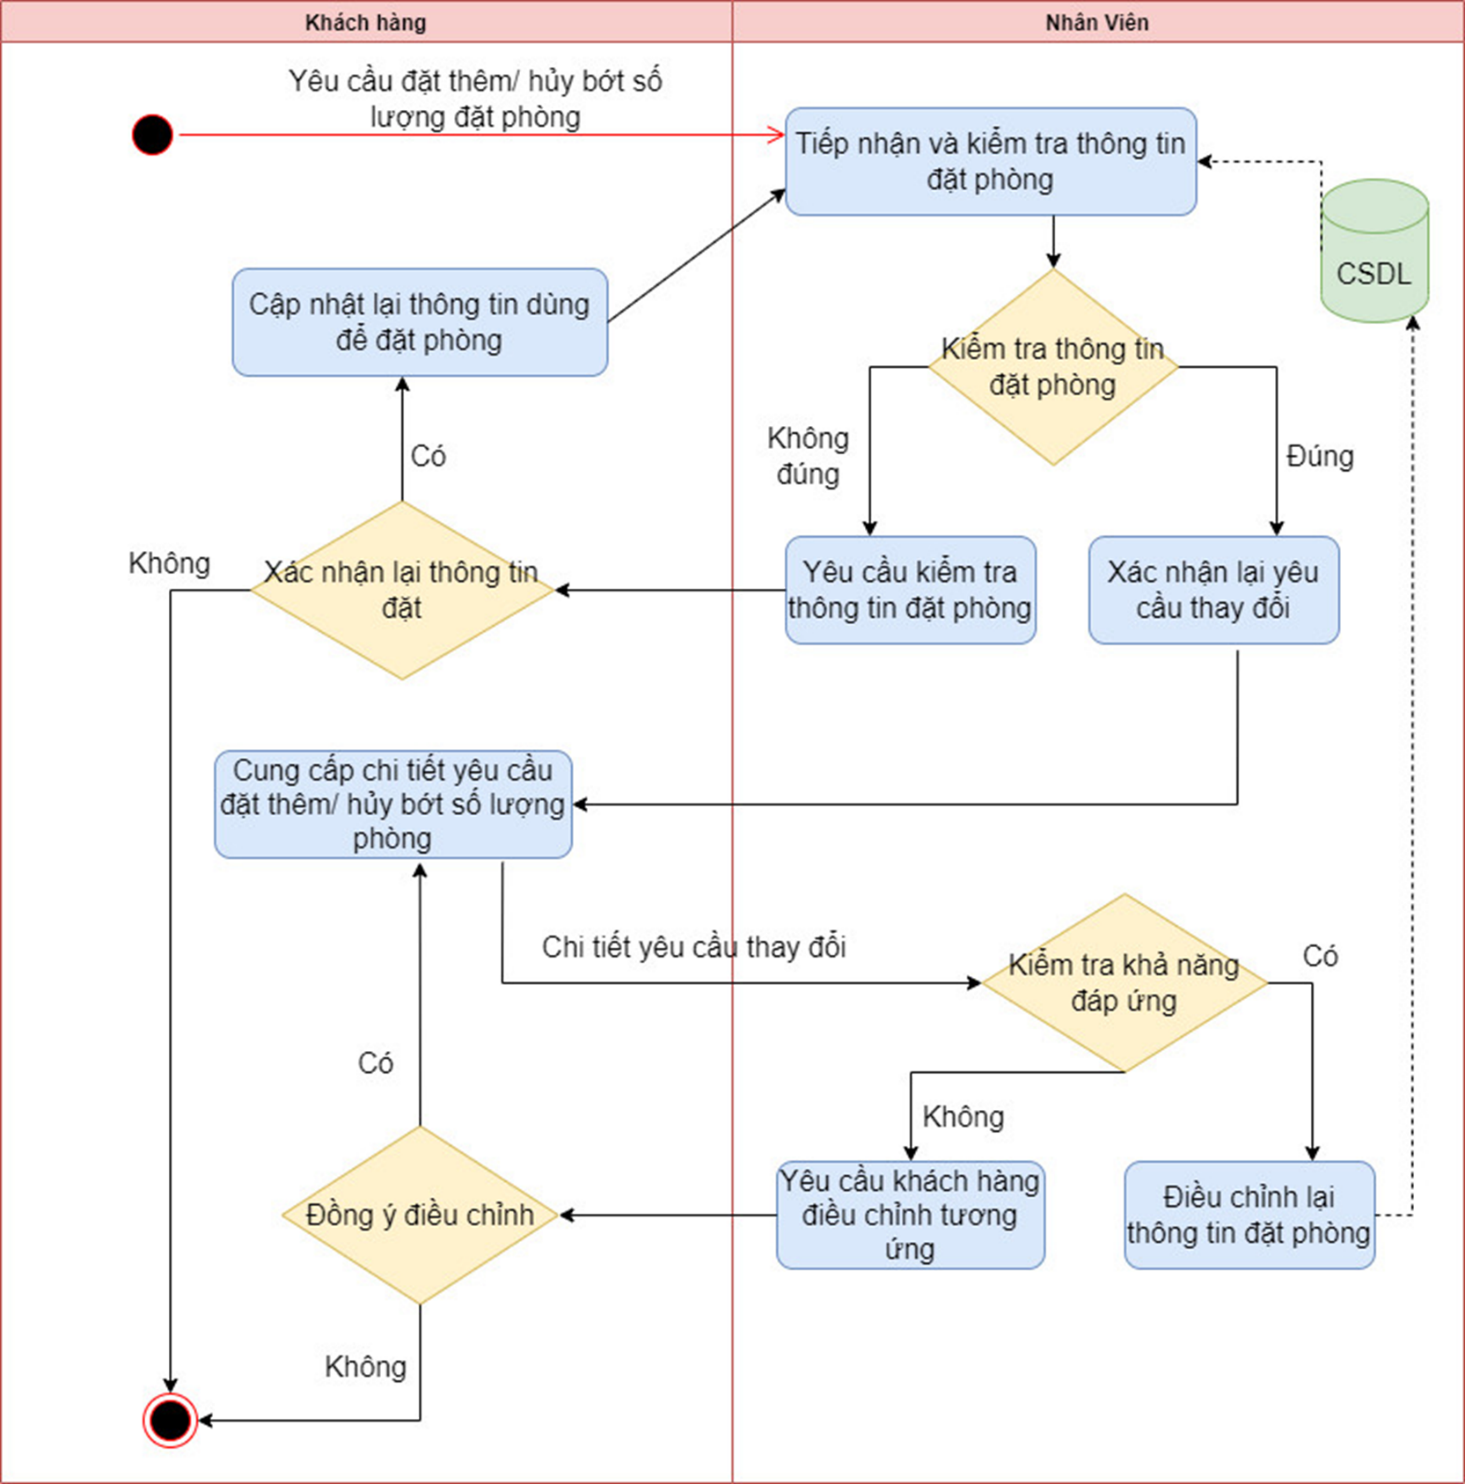 Khách hàng
Nhân Viên
Yêu cầu đặt thêm/ hủy bớt số
lượng đặt phòng
Tiếp nhận và kiểm tra thông tin
đặt phòng
CSDL
Cập nhật lại thông tin dùng
để đặt phòng
Kiểm tra thông tin
đặt phòng
Không
đúng
Đúng
Có
Không
Xác nhận lại thông tin
đặt
Yêu cầu kiểm tra
thông tin đặt phòng
Xác nhận lại yêu
cầu thay đổi
Cung cấp chi tiết yêu cầu
đặt thêm/ hủy bớt số lượng
phòng
Chi tiết yêu cầu thay đổi
Kiểm tra khả năng
đáp ứng
Có
Có
Không
Yêu cầu khách hàng
điều chỉnh tương
ứng
Điều chỉnh lại
thông tin đặt phòng
Đồng ý điều chỉnh
Không